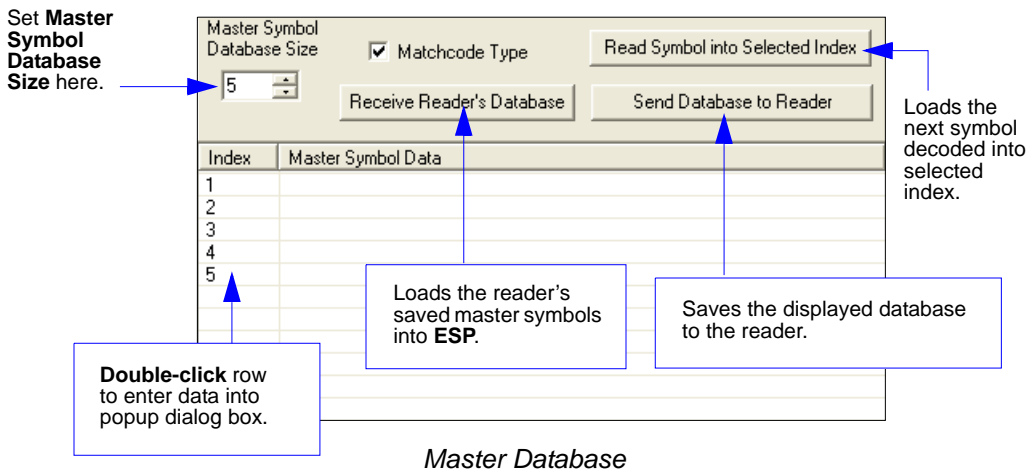 Set Master
Symbol
Database
Size here.
Master Symbol
Database Size
5
Matchcode Type
Read Symbol into Selected Index
Receive Reader's Database
Send Database to Reader
Loads the
next symbol
decoded into
selected
index.
Index Master Symbol Data
1
2
3
4
5
Loads the reader's
saved master symbols
into ESP.
Saves the displayed database
to the reader.
Double-click row
to enter data into
popup dialog box.
Master Database